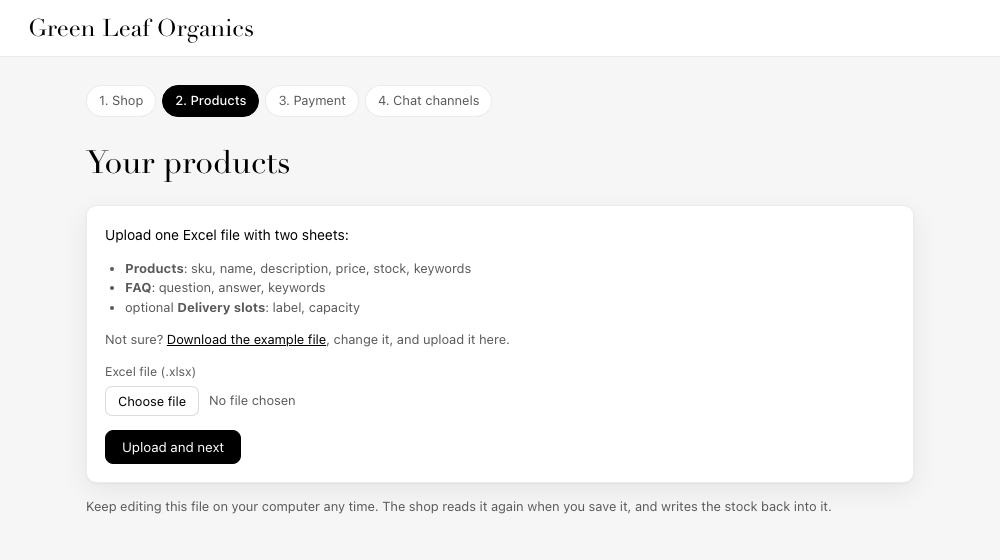 Green Leaf Organics
1. Shop
2. Products
3. Payment
4. Chat channels
Your products
Upload one Excel file with two sheets:
• Products: sku, name, description, price, stock, keywords
• FAQ: question, answer, keywords
• optional Delivery slots: label, capacity
Not sure? Download the example file, change it, and upload it here.
Excel file (.xlsx)
Choose file No file chosen
Upload and next
Keep editing this file on your computer any time. The shop reads it again when you save it, and writes the stock back into it.